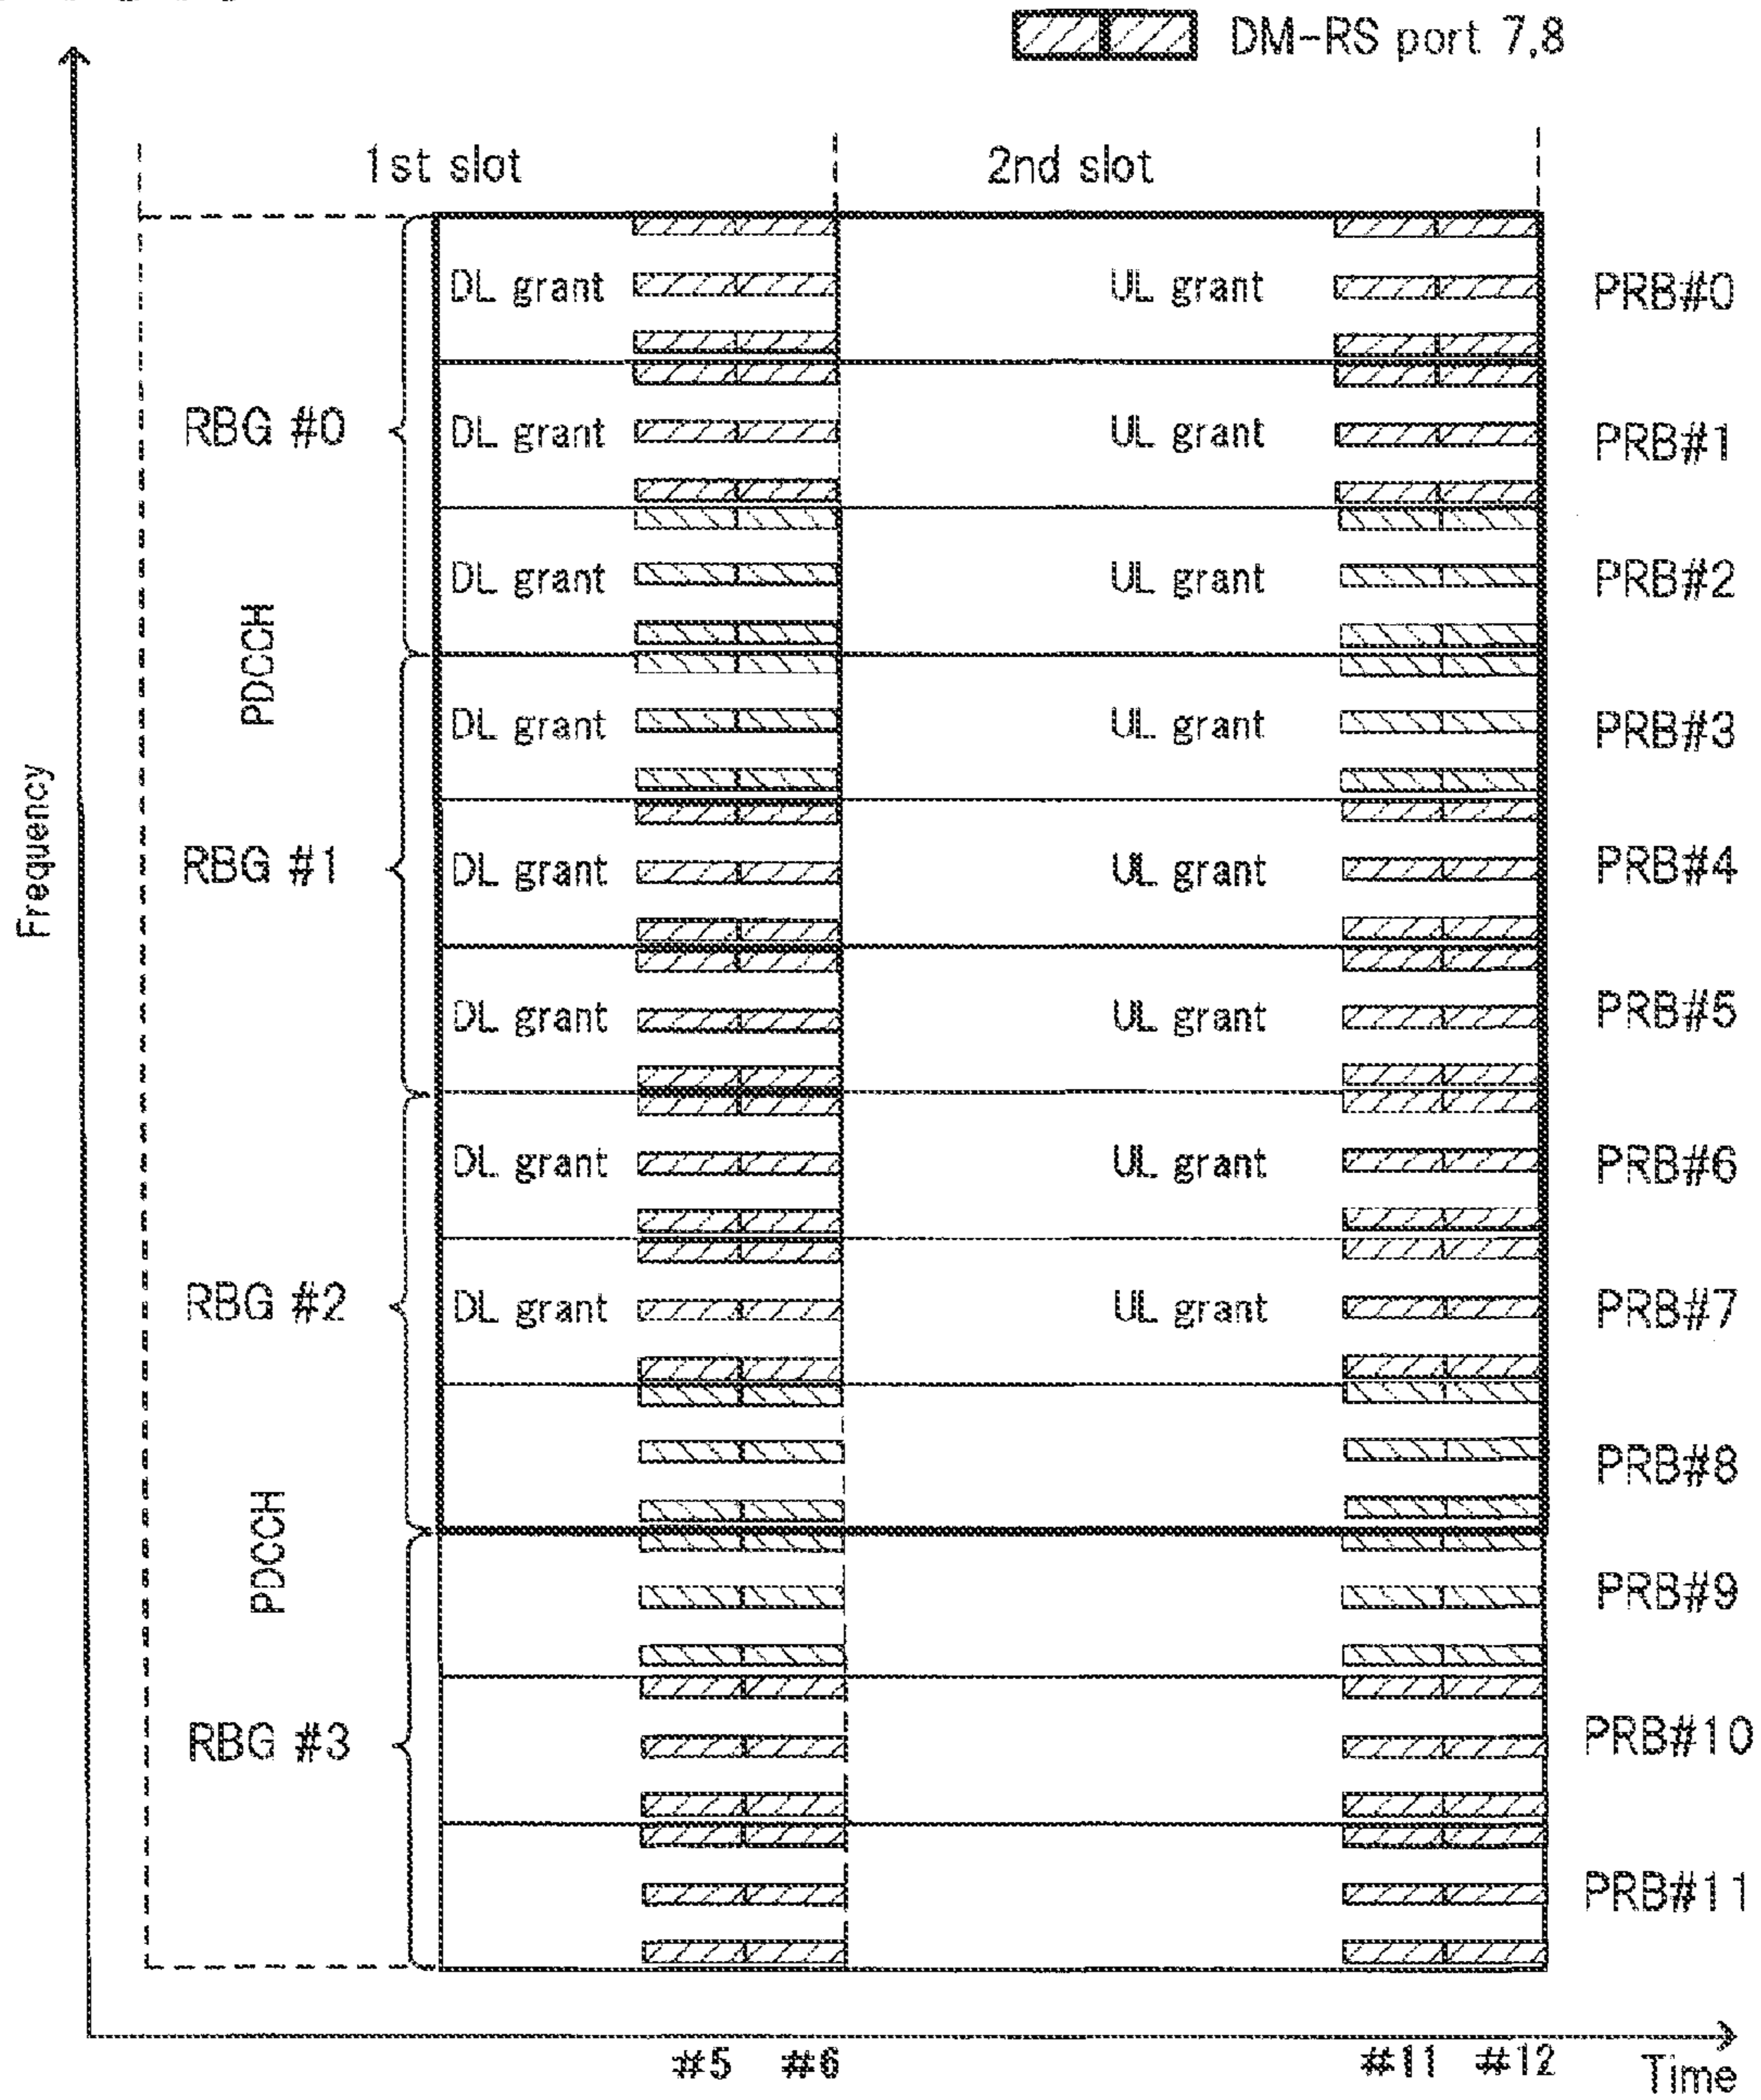 DM-RS port 7,8
1st slot
2nd slot
DL grant
UL grant
PRB#0
RBG #0
DL grant
UL grant
PRB#1
DL grant
UL grant
PRB#2
PDCCH
DL grant
UL grant
PRB#3
Frequency
RBG #1
DL grant
UL grant
PRB#4
DL grant
UL grant
PRB#5
DL grant
UL grant
PRB#6
RBG #2
DL grant
UL grant
PRB#7
PRB#8
PDCCH
PRB#9
RBG #3
PRB#10
PRB#11
#5
#6
#11
#12
Time